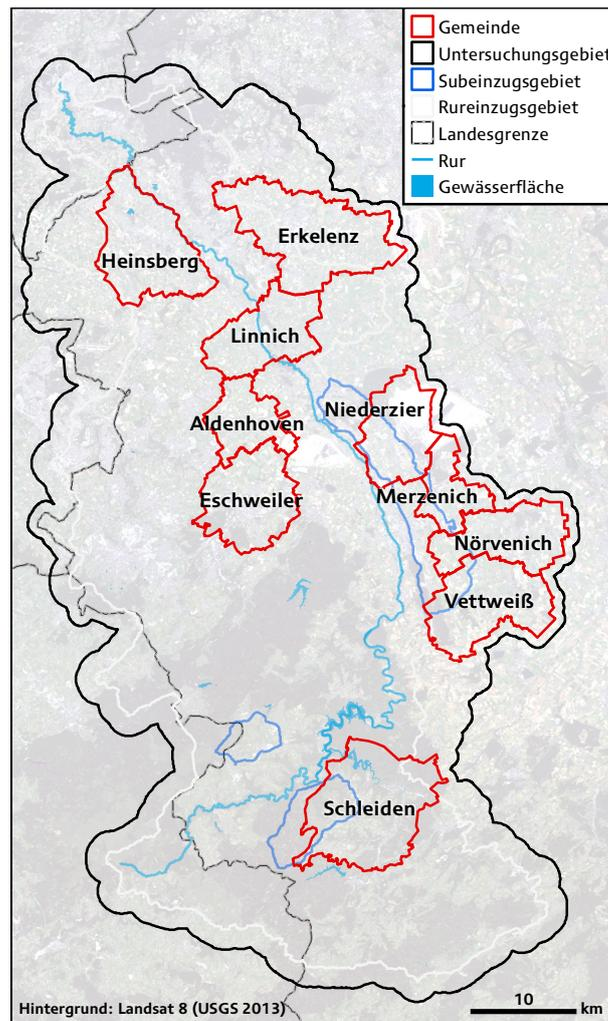 Gemeinde
Untersuchungsgebiet
Subeinzugsgebiet
Rureinzugsgebiet
Landesgrenze
Rur
Gewässerfläche
Erkelenz
Heinsberg
Linnich
Niederzier
Aldenhoven
Merzenich
Eschweiler
Nörvenich
Vettweiß
Schleiden
Hintergrund: Landsat 8 (USGS 2013)
10
km